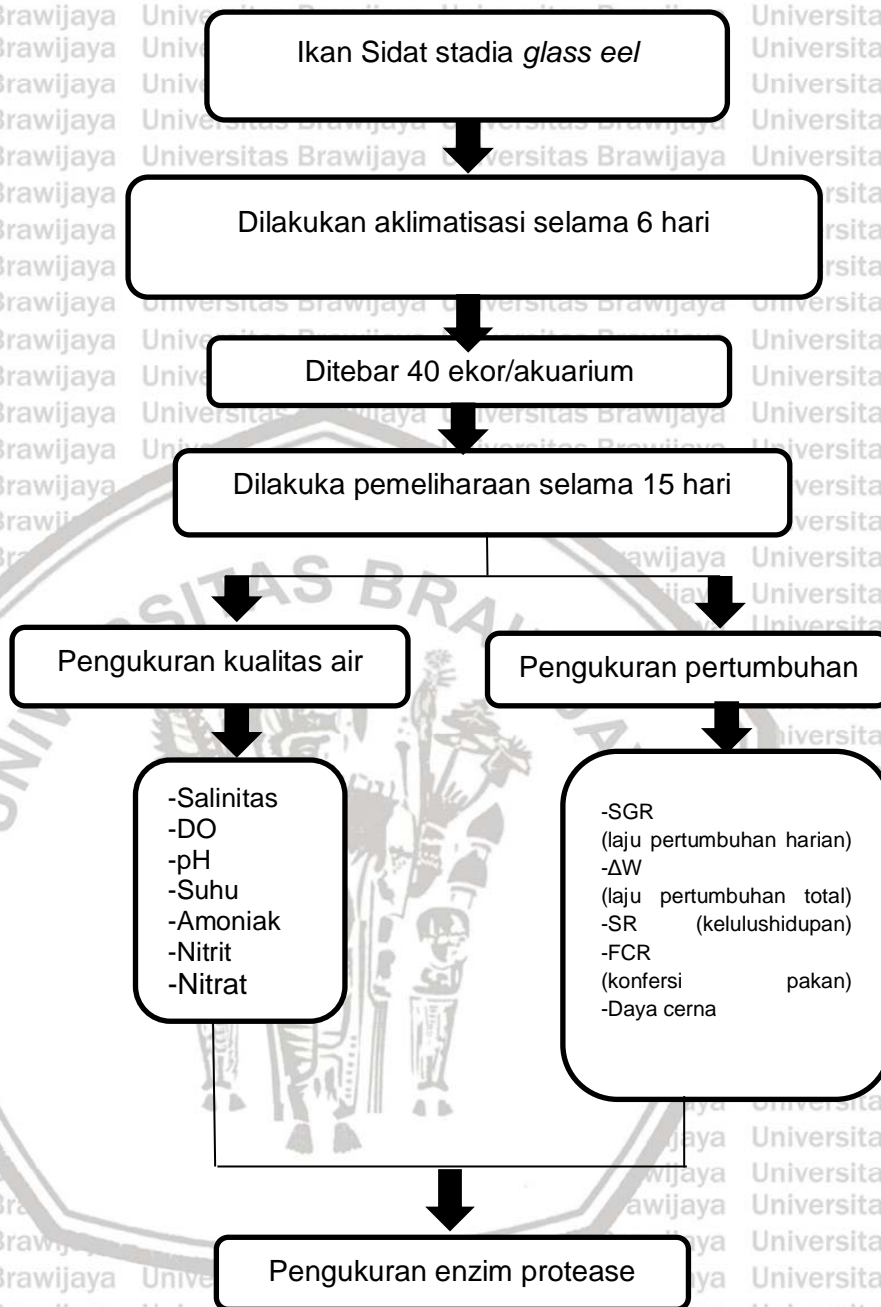 Ikan Sidat stadia glass eel
Dilakukan aklimatisasi selama 6 hari
Ditebar 40 ekor/akuarium
Dilakuka pemeliharaan selama 15 hari
Pengukuran kualitas air
Pengukuran pertumbuhan
-Salinitas
-DO
-pH
-Suhu
-Amoniak
-Nitrit
-Nitrat
-SGR
(laju pertumbuhan harian)
-ΔW
(laju pertumbuhan total)
-SR (kelulushidupan)
-FCR
(konfersi pakan)
-Daya cerna
Pengukuran enzim protease